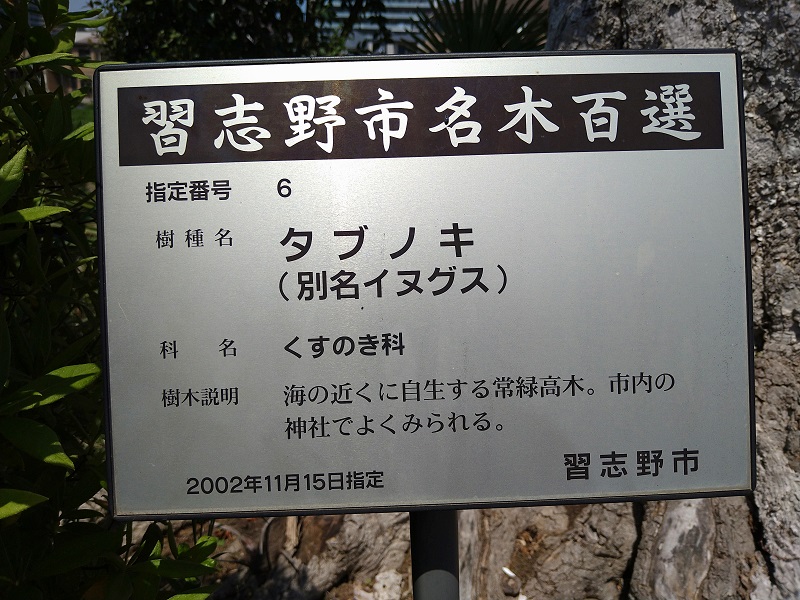 習志野市名木百選
指定番号 6
樹種名 タブノキ
（別名イヌグス）
科名 くすのき科
樹木説明 海の近くに自生する常緑高木。市内の
神社でよくみられる。
2002年11月15日指定 習志野市